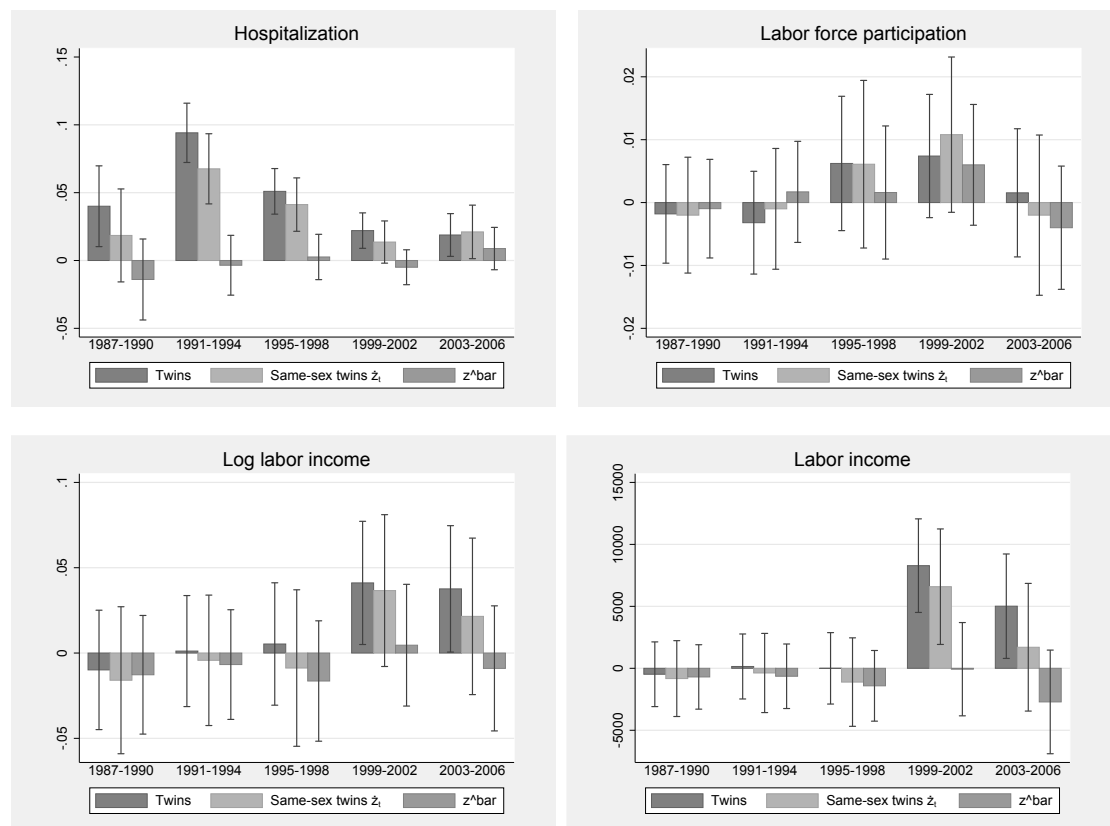 Hospitalization
.15
.1
.05
0
-.05
1987-1990 1991-1994 1995-1998 1999-2002 2003-2006
Twins Same-sex twins ż_t z^bar
Labor force participation
.02
.01
0
-.01
-.02
1987-1990 1991-1994 1995-1998 1999-2002 2003-2006
Twins Same-sex twins ż_t z^bar
Log labor income
.1
.05
0
-.05
1987-1990 1991-1994 1995-1998 1999-2002 2003-2006
Twins Same-sex twins ż_t z^bar
Labor income
15000
10000
5000
0
-5000
1987-1990 1991-1994 1995-1998 1999-2002 2003-2006
Twins Same-sex twins ż_t z^bar